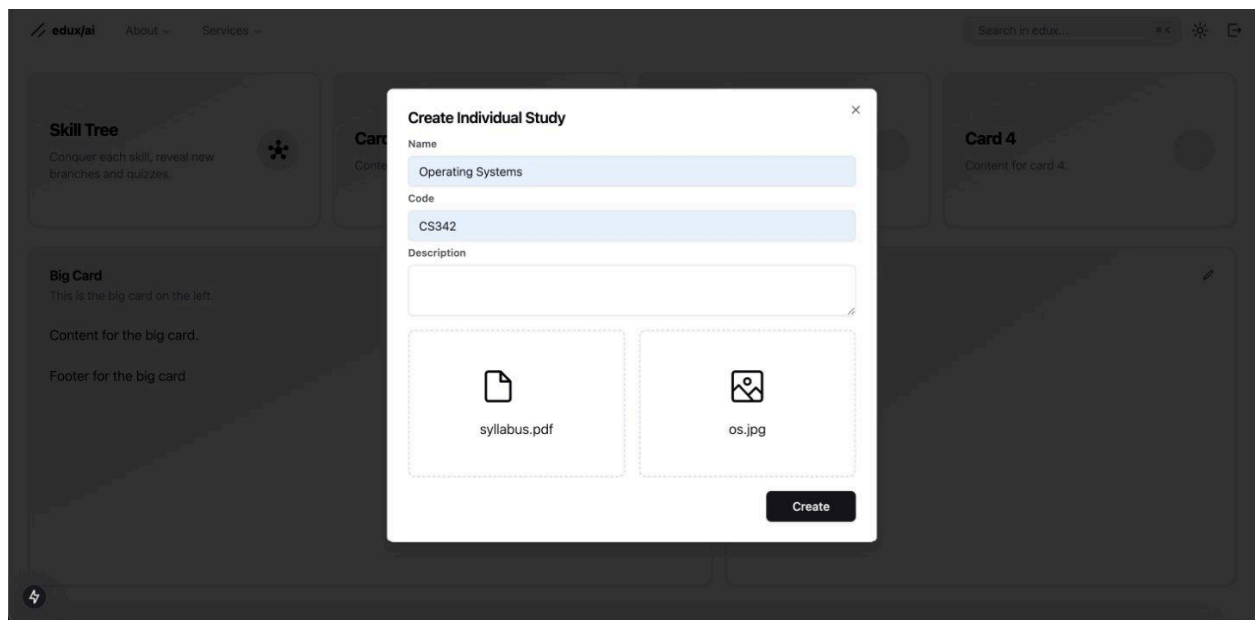 edux/ai About Services Search in edux... ⌘K
Skill Tree
Conquer each skill, reveal new
branches and quizzes.
Card
Conte
Card 4
Content for card 4.
Big Card
This is the big card on the left.
Content for the big card.
Footer for the big card
Create Individual Study
Name
Operating Systems
Code
CS342
Description
syllabus.pdf
os.jpg
Create